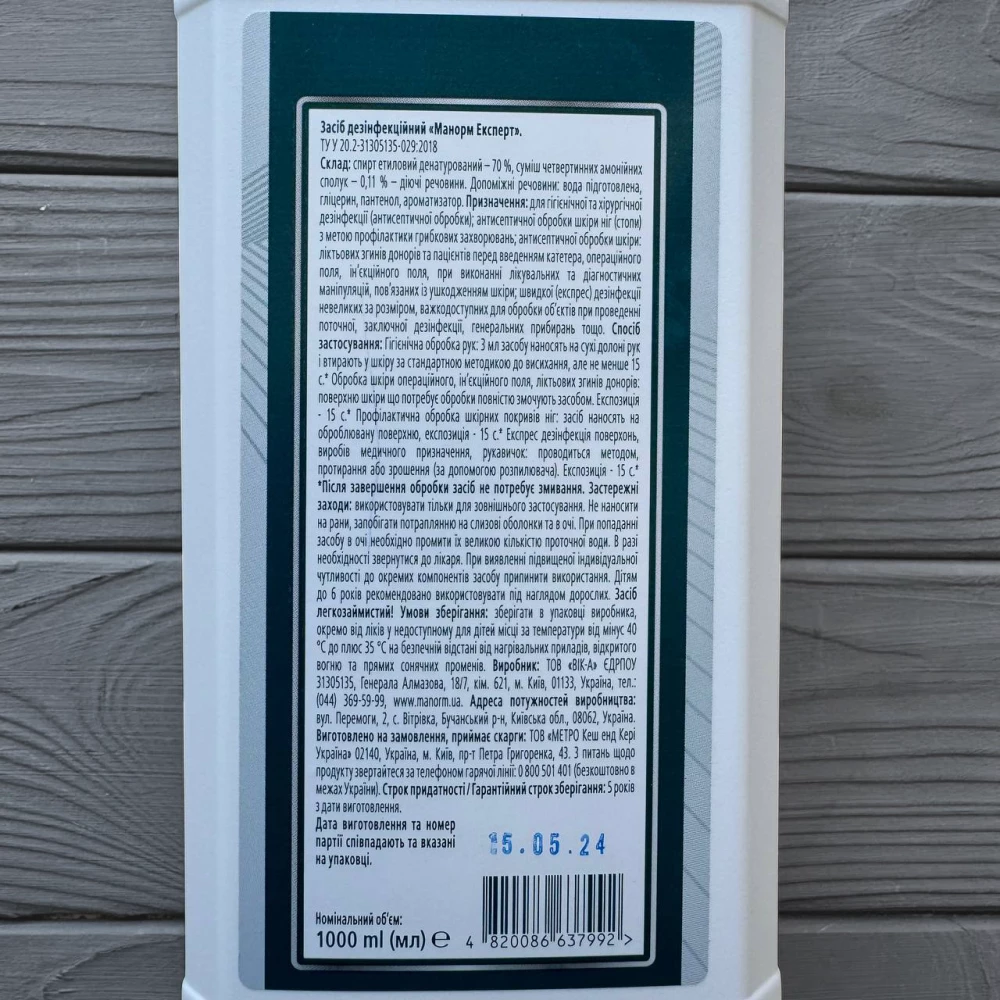 Засіб дезінфекційний «Манорм Експерт».
ТУ У 20.2-31305135-029:2018
Склад: спирт етиловий денатурований – 70 %, суміш четвертинних амонійних
сполук – 0,11 % – діючі речовини. Допоміжні речовини: вода підготовлена,
гліцерин, пантенол, ароматизатор. Призначення: для гігієнічної та хірургічної
дезінфекції (антисептичної обробки); антисептичної обробки шкіри ніг (стопи)
з метою профілактики грибкових захворювань; антисептичної обробки шкіри:
ліктьових згинів донорів та пацієнтів перед введенням катетера, операційного
поля, ін'єкційного поля, при виконанні лікувальних та діагностичних
маніпуляцій, пов'язаних із ушкодженням шкіри; швидкої (експрес) дезінфекції
невеликих за розміром, важкодоступних для обробки об'єктів при проведенні
поточної, заключної дезінфекції, генеральних прибирань тощо. Спосіб
застосування: Гігієнічна обробка рук: 3 мл засобу наносять на сухі долоні рук
і втирають у шкіру за стандартною методикою до висихання, але не менше 15
с.* Обробка шкіри операційного, ін'єкційного поля, ліктьових згинів донорів:
поверхню шкіри що потребує обробки повністю змочують засобом. Експозиція
- 15 с.* Профілактична обробка шкірних покривів ніг: засіб наносять на
оброблювану поверхню, експозиція - 15 с.* Експрес дезінфекція поверхонь,
виробів медичного призначення, рукавичок: проводиться методом,
протирання або зрошення (за допомогою розпилювача). Експозиція - 15 с.*
*Після завершення обробки засіб не потребує змивання. Застережні
заходи: використовувати тільки для зовнішнього застосування. Не наносити
на рани, запобігати потраплянню на слизові оболонки та в очі. При попаданні
засобу в очі необхідно промити їх великою кількістю проточної води. В разі
необхідності звернутися до лікаря. При виявленні підвищеної індивідуальної
чутливості до окремих компонентів засобу припинити використання. Дітям
до 6 років рекомендовано використовувати під наглядом дорослих. Засіб
легкозаймистий! Умови зберігання: зберігати в упаковці виробника,
окремо від ліків у недоступному для дітей місці за температури від мінус 40
°С до плюс 35 °С на безпечній відстані від нагрівальних приладів, відкритого
вогню та прямих сонячних променів. Виробник: ТОВ «ВІК-А» ЄДРПОУ
31305135, Генерала Алмазова, 18/7, кім. 621, м. Київ, 01133, Україна, тел.:
(044) 369-59-99, www.manorm.ua. Адреса потужностей виробництва:
вул. Перемоги, 2, с. Вітрівка, Бучанський р-н, Київська обл., 08062, Україна.
Виготовлено на замовлення, приймає скарги: ТОВ «МЕТРО Кеш енд Кері
Україна» 02140, Україна, м. Київ, пр-т Петра Григоренка, 43. З питань щодо
продукту звертайтеся за телефоном гарячої лінії: 0 800 501 401 (безкоштовно в
межах України). Строк придатності / Гарантійний строк зберігання: 5 років
з дати виготовлення.
Дата виготовлення та номер
партії співпадають та вказані
на упаковці.
15.05.24
Номінальний об'єм:
1000 ml (мл) ℮
4 820086 637992 >